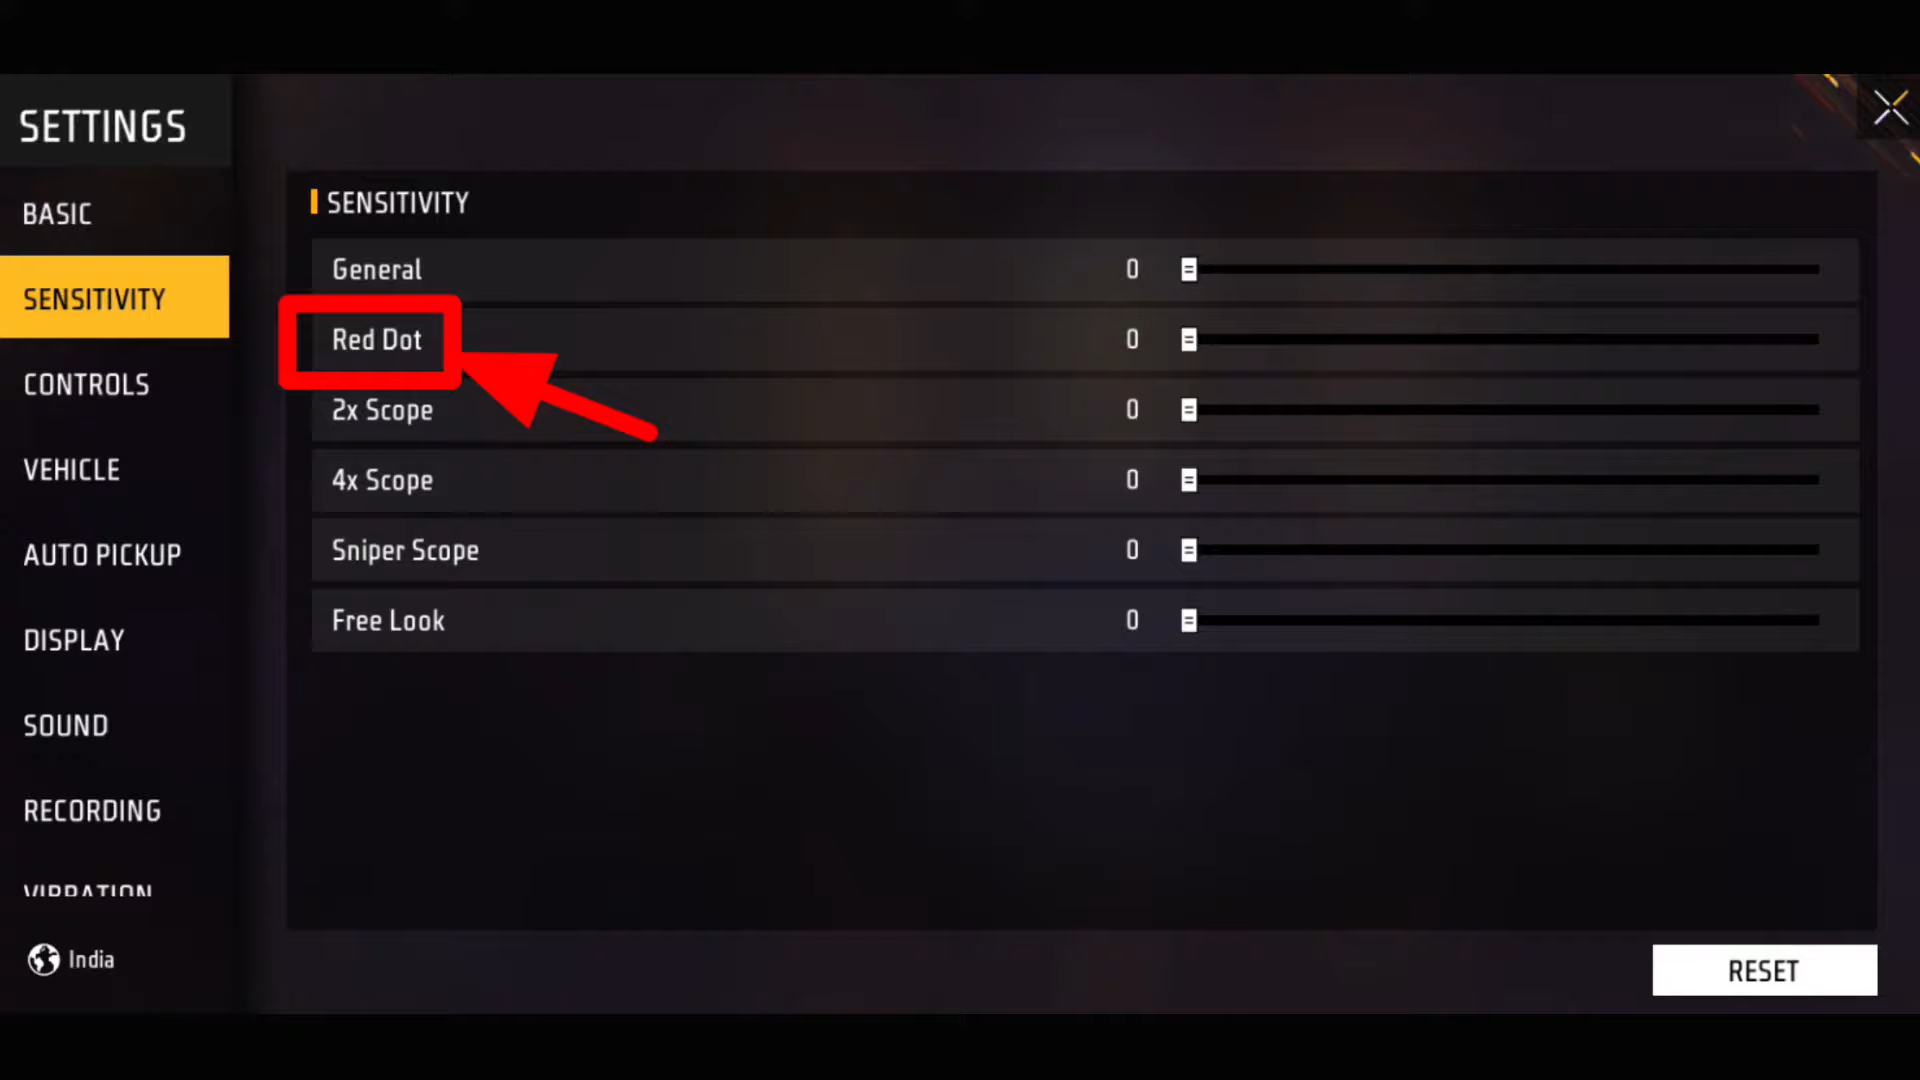 SETTINGS
BASIC
SENSITIVITY
CONTROLS
VEHICLE
AUTO PICKUP
DISPLAY
SOUND
RECORDING
VIBRATION
India
SENSITIVITY
General 0
Red Dot 0
2x Scope 0
4x Scope 0
Sniper Scope 0
Free Look 0
RESET